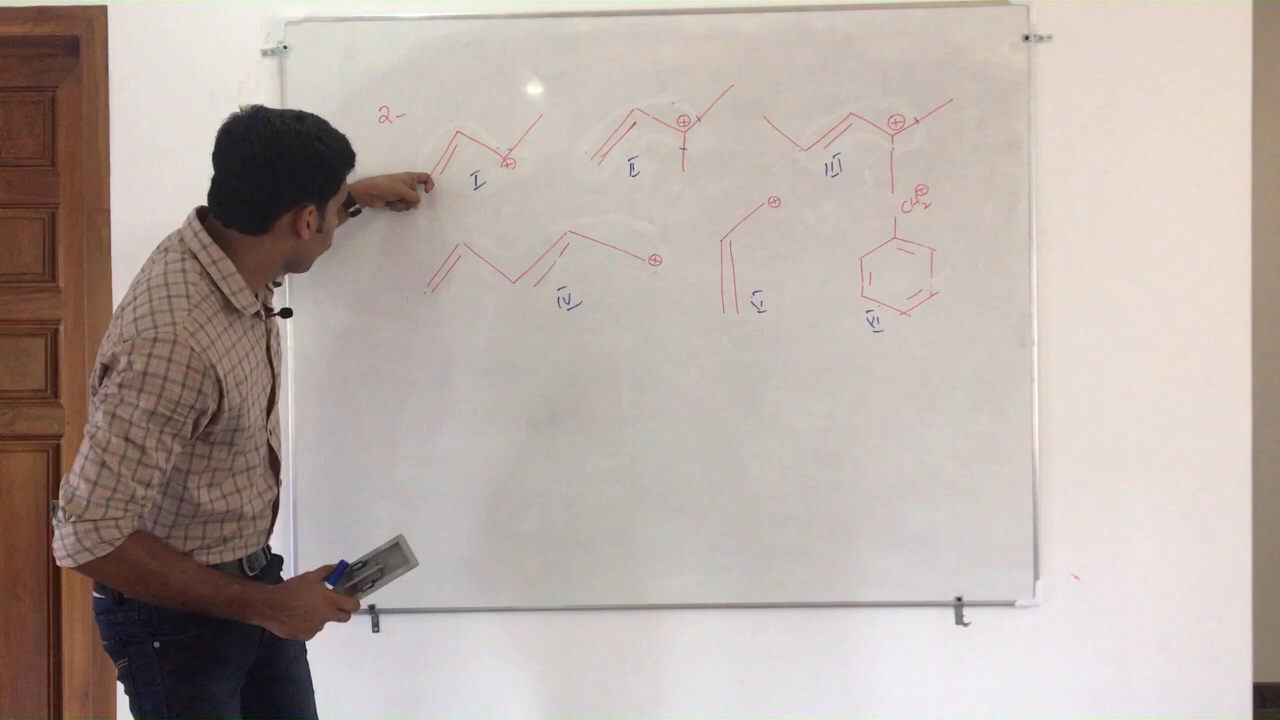 2-
⊕ ⊕ ⊕
I II III
CH₂⊕
⊕ ⊕
IV V VI